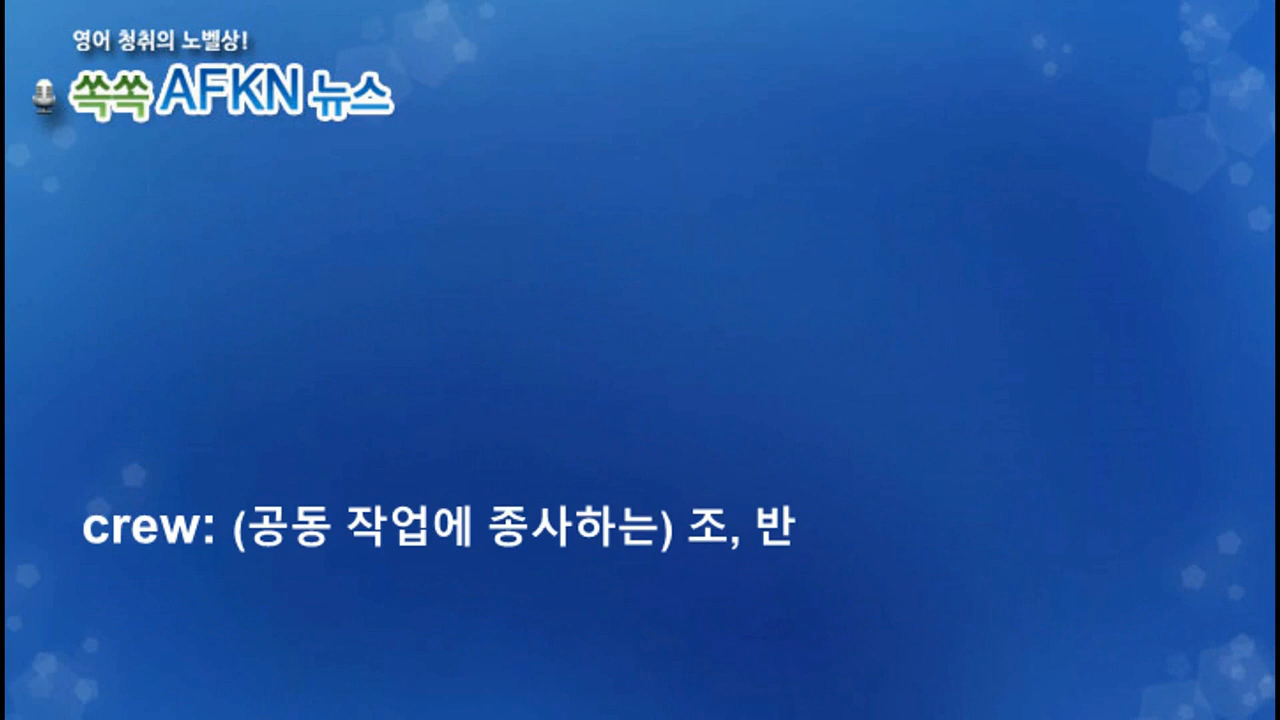 영어 청취의 노벨상!
쏙쏙 AFKN 뉴스
crew: (공동 작업에 종사하는) 조, 반